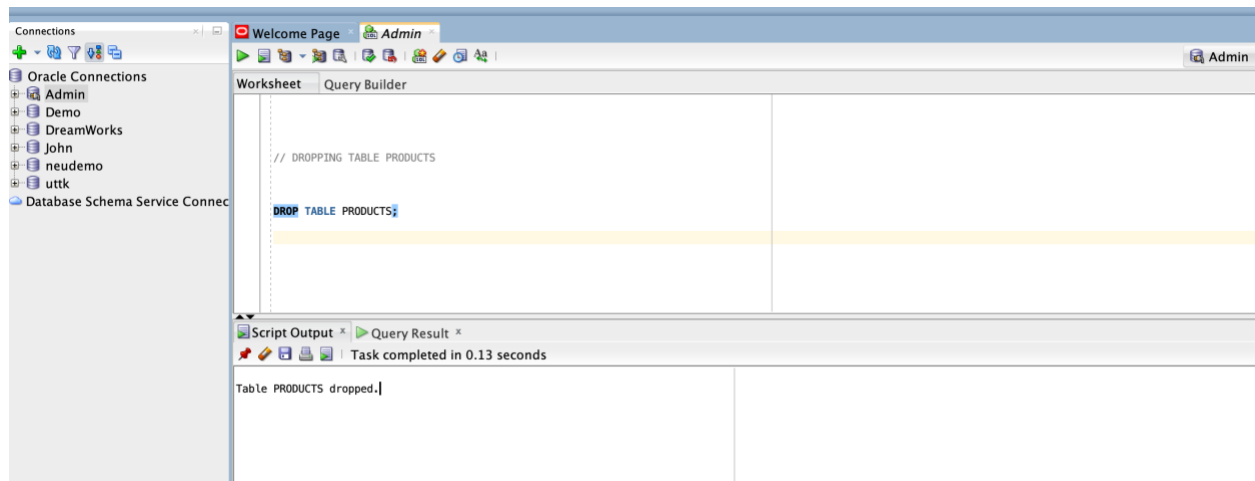 Connections
Oracle Connections
Admin
Demo
DreamWorks
John
neudemo
uttk
Database Schema Service Connec
Welcome Page
Admin
Admin
Worksheet
Query Builder
// DROPPING TABLE PRODUCTS
DROP TABLE PRODUCTS;
Script Output
Query Result
Task completed in 0.13 seconds
Table PRODUCTS dropped.